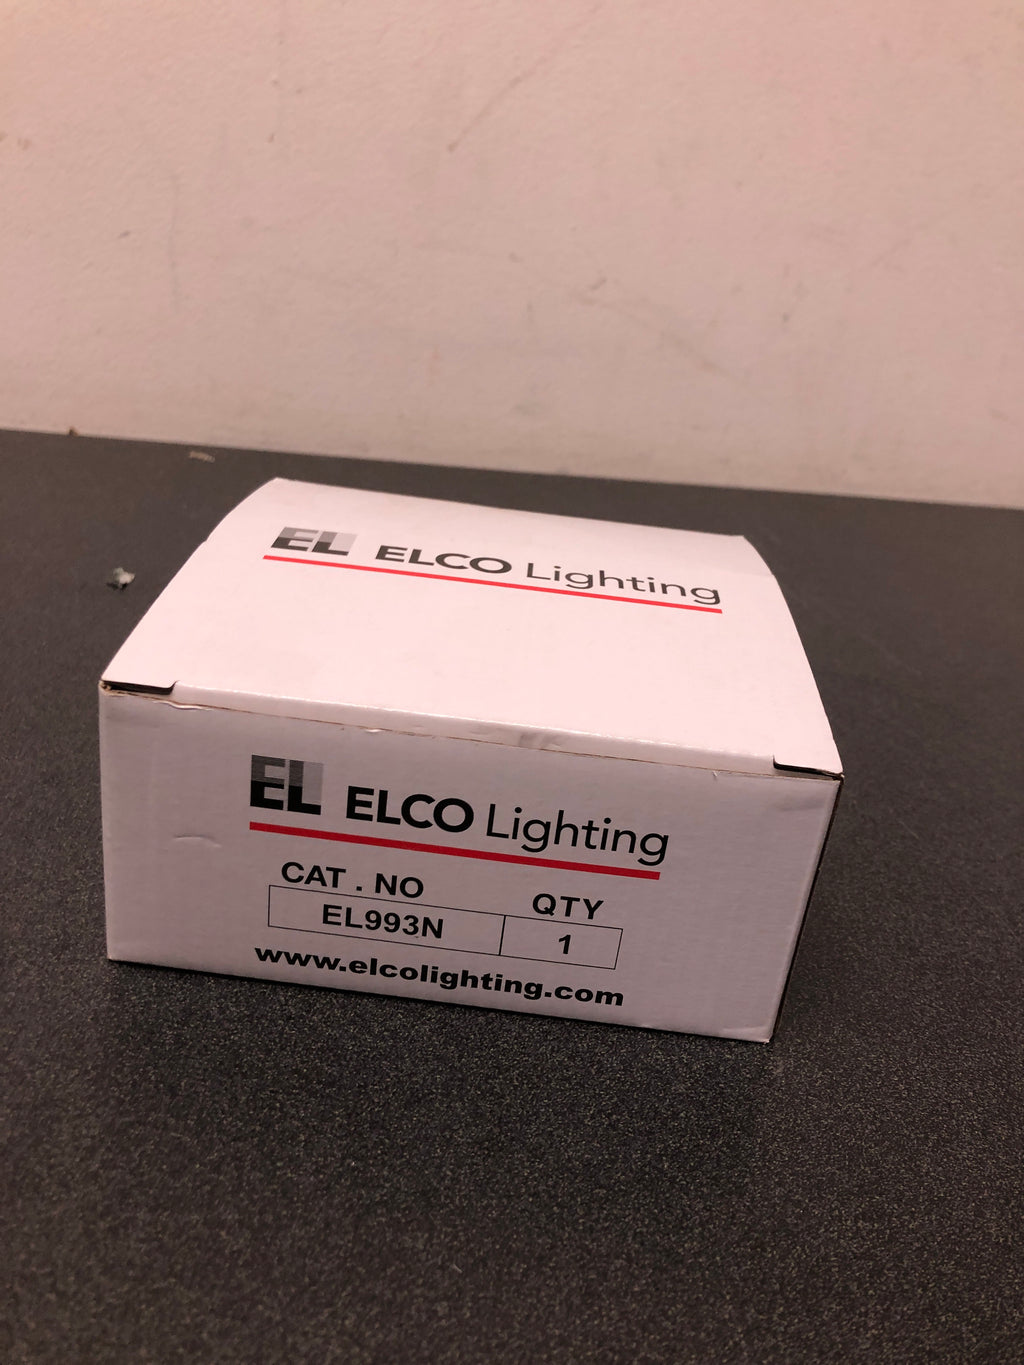 EL ELCO Lighting
EL ELCO Lighting
CAT . NO QTY
EL993N 1
www.elcolighting.com